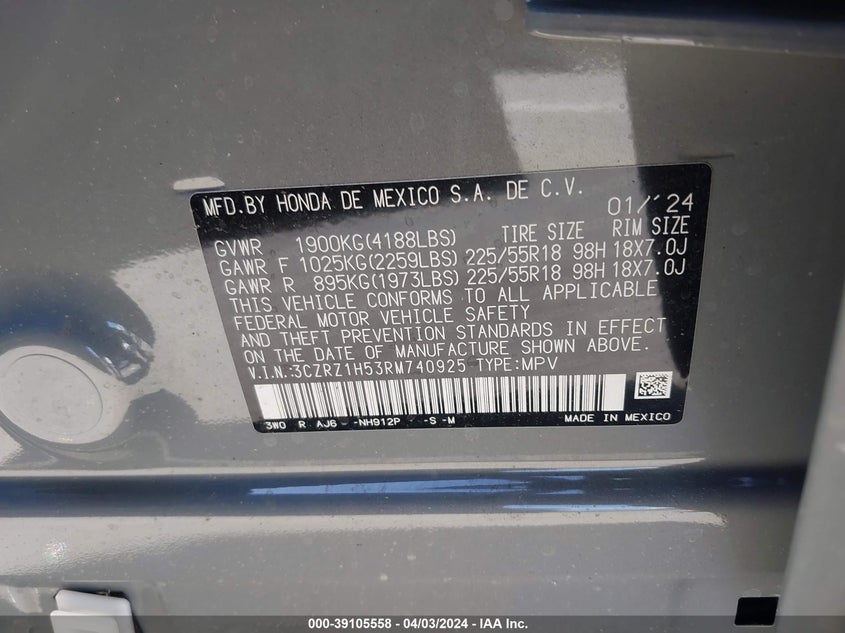 MFD.BY HONDA DE MEXICO S.A. DE C.V. 01/'24
GVWR 1900KG(4188LBS) TIRE SIZE RIM SIZE
GAWR F 1025KG(2259LBS) 225/55R18 98H 18X7.0J
GAWR R 895KG(1973LBS) 225/55R18 98H 18X7.0J
THIS VEHICLE CONFORMS TO ALL APPLICABLE
FEDERAL MOTOR VEHICLE SAFETY
AND THEFT PREVENTION STANDARDS IN EFFECT
ON THE DATE OF MANUFACTURE SHOWN ABOVE.
V.I.N:3CZRZ1H53RM740925 TYPE:MPV
3W0 R AJ6 -NH912P -S -M MADE IN MEXICO
000-39105558 - 04/03/2024 - IAA, Inc.